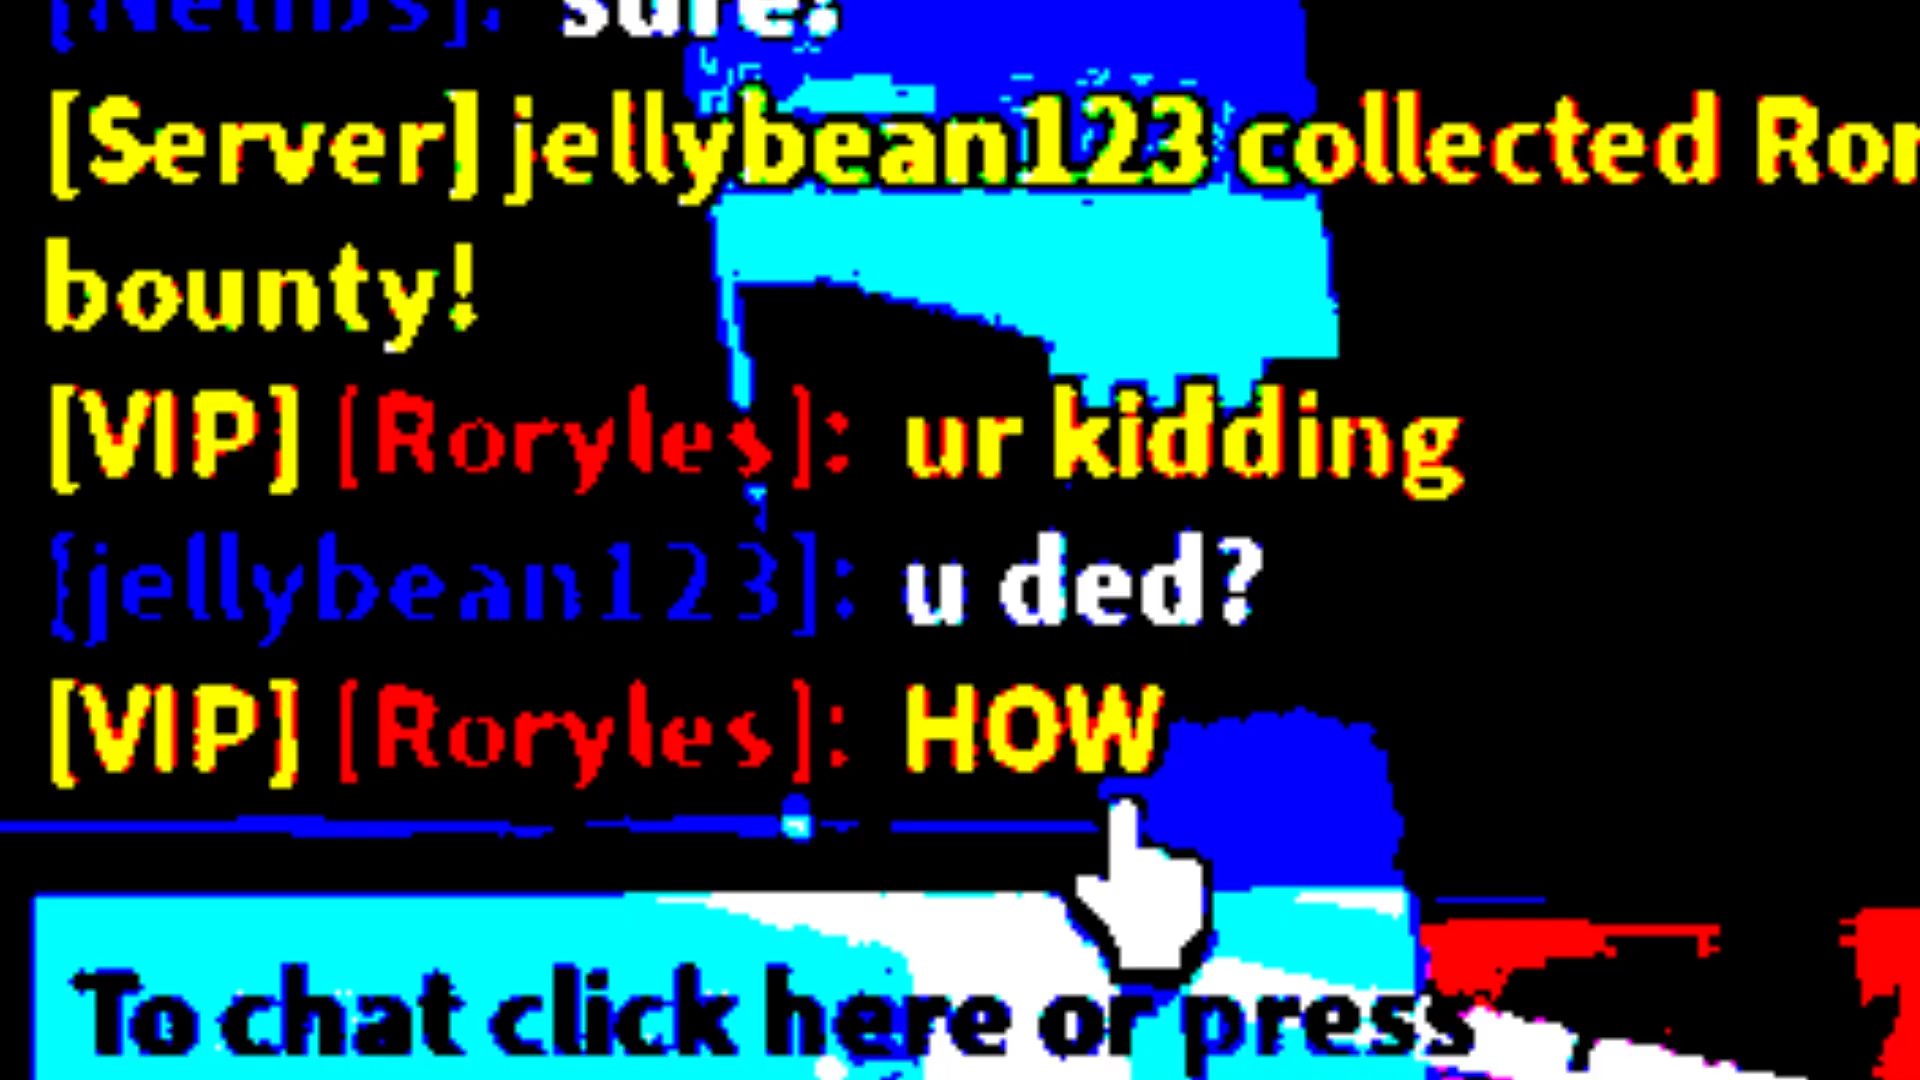 sure!
[Server] jellybean123 collected
bounty!
[VIP] [Roryles]: ur kidding
[jellybean123]: u ded?
[VIP] [Roryles]: HOW
To chat click here or press